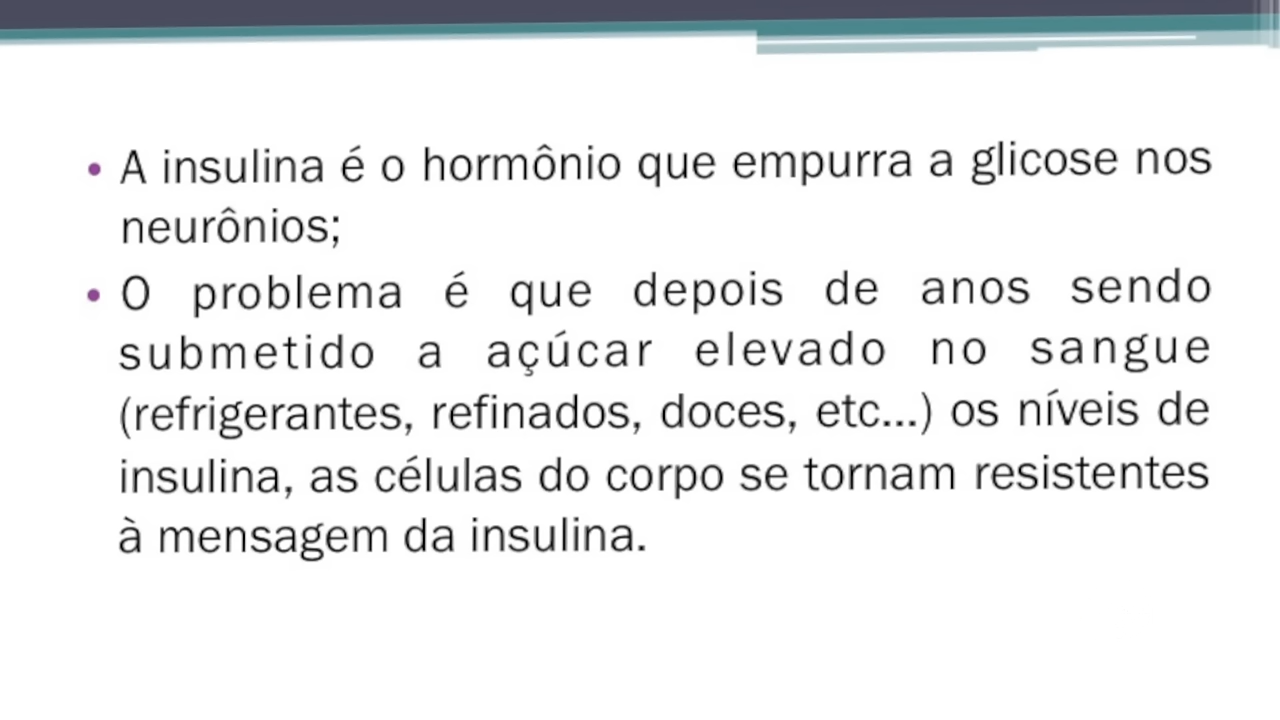 • A insulina é o hormônio que empurra a glicose nos
neurônios;
• O problema é que depois de anos sendo
submetido a açúcar elevado no sangue
(refrigerantes, refinados, doces, etc...) os níveis de
insulina, as células do corpo se tornam resistentes
à mensagem da insulina.